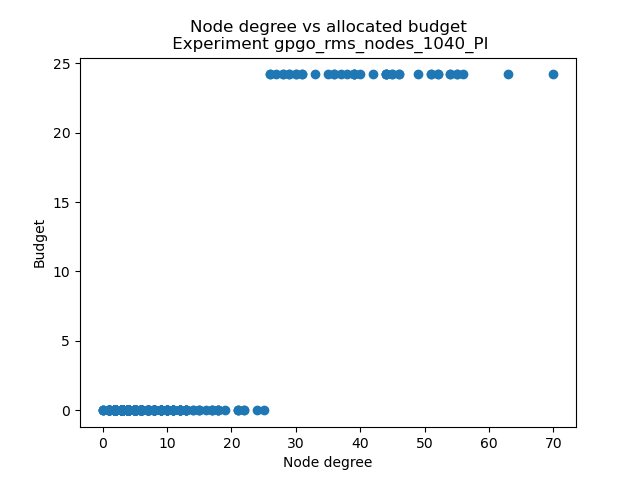 Node degree vs allocated budget
Experiment gpgo_rms_nodes_1040_PI
25
20
15
10
5
0
Budget
0 10 20 30 40 50 60 70
Node degree